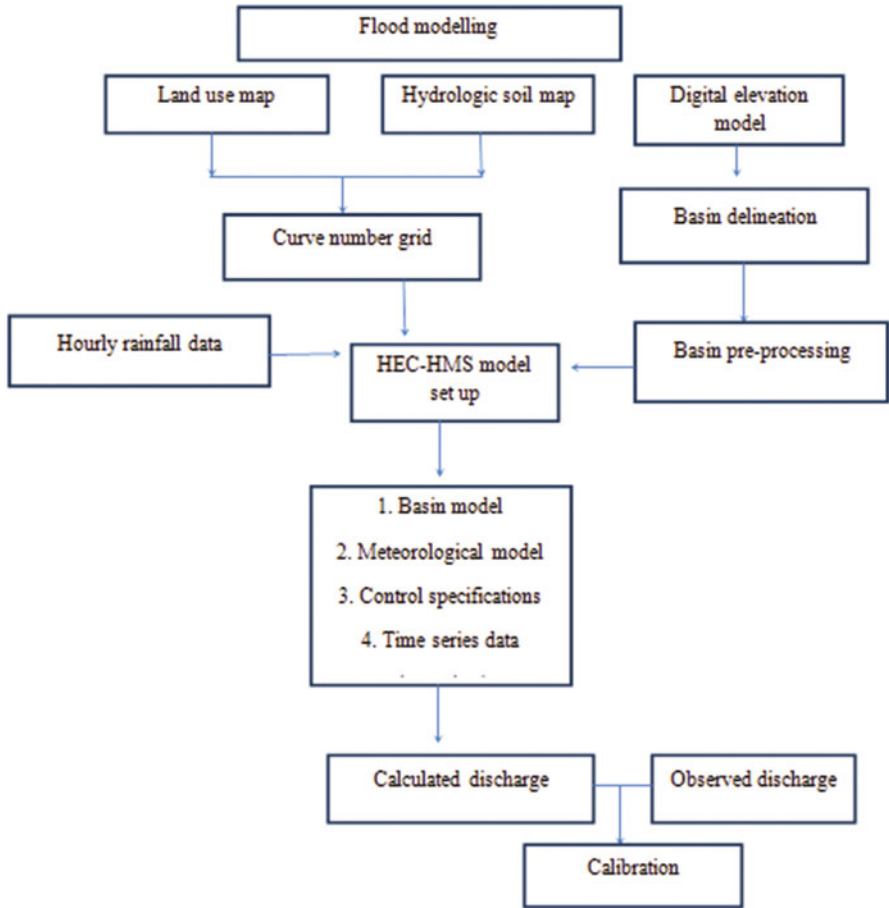 Flood modelling
Land use map
Hydrologic soil map
Digital elevation
model
Basin delineation
Curve number grid
Hourly rainfall data
HEC-HMS model
set up
Basin pre-processing
1. Basin model
2. Meteorological model
3. Control specifications
4. Time series data
Calculated discharge
Observed discharge
Calibration